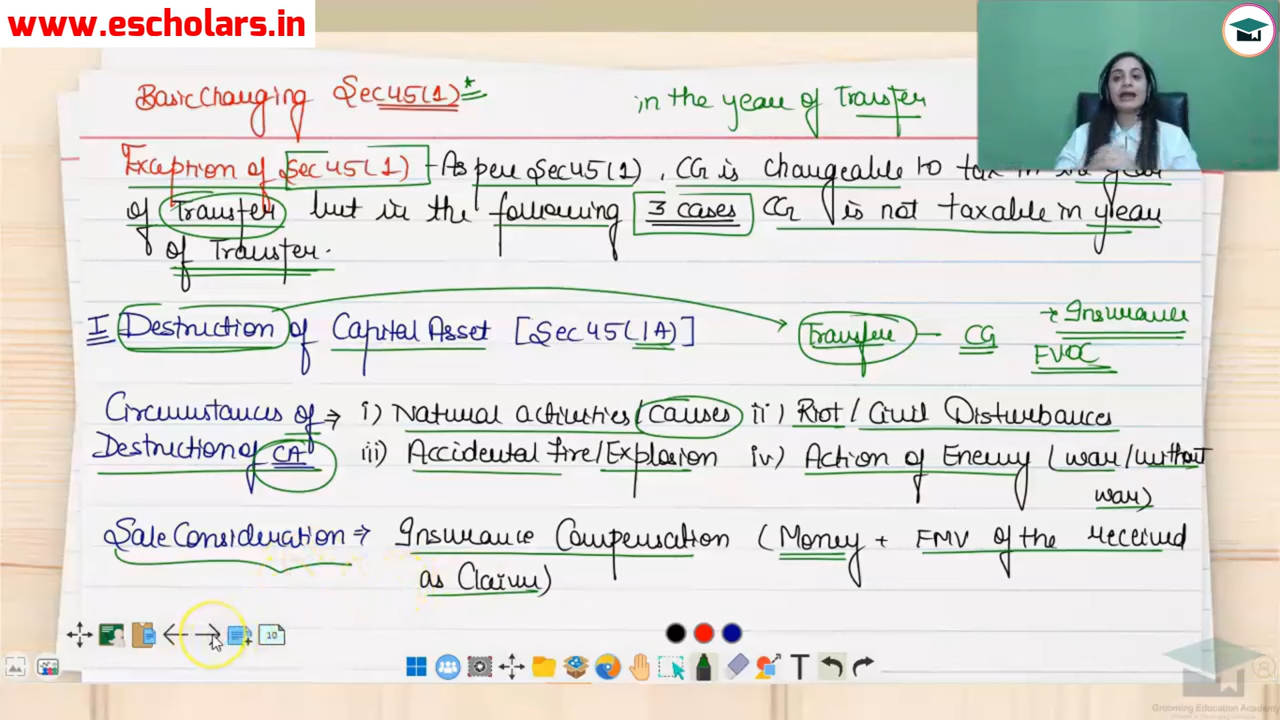 www.escholars.in
Basic Charging Sec 45(1)* in the year of Transfer
Exception of Sec 45(1) - As per Sec 45(1), CG is chargeable to tax in the year
of Transfer but in the following 3 cases CG is not taxable in year
of Transfer.
I Destruction of Capital Asset [Sec 45(1A)] Transfer - CG → Insurance
FVOC
Circumstances of → i) Natural activities/causes ii) Riot/Civil Disturbances
Destruction of CA iii) Accidental fire/Explosion iv) Action of Enemy (war/without
war)
Sale Consideration ⇒ Insurance Compensation (Money + FMV of the received
as Claim)
10
T
Grooming Education Academy